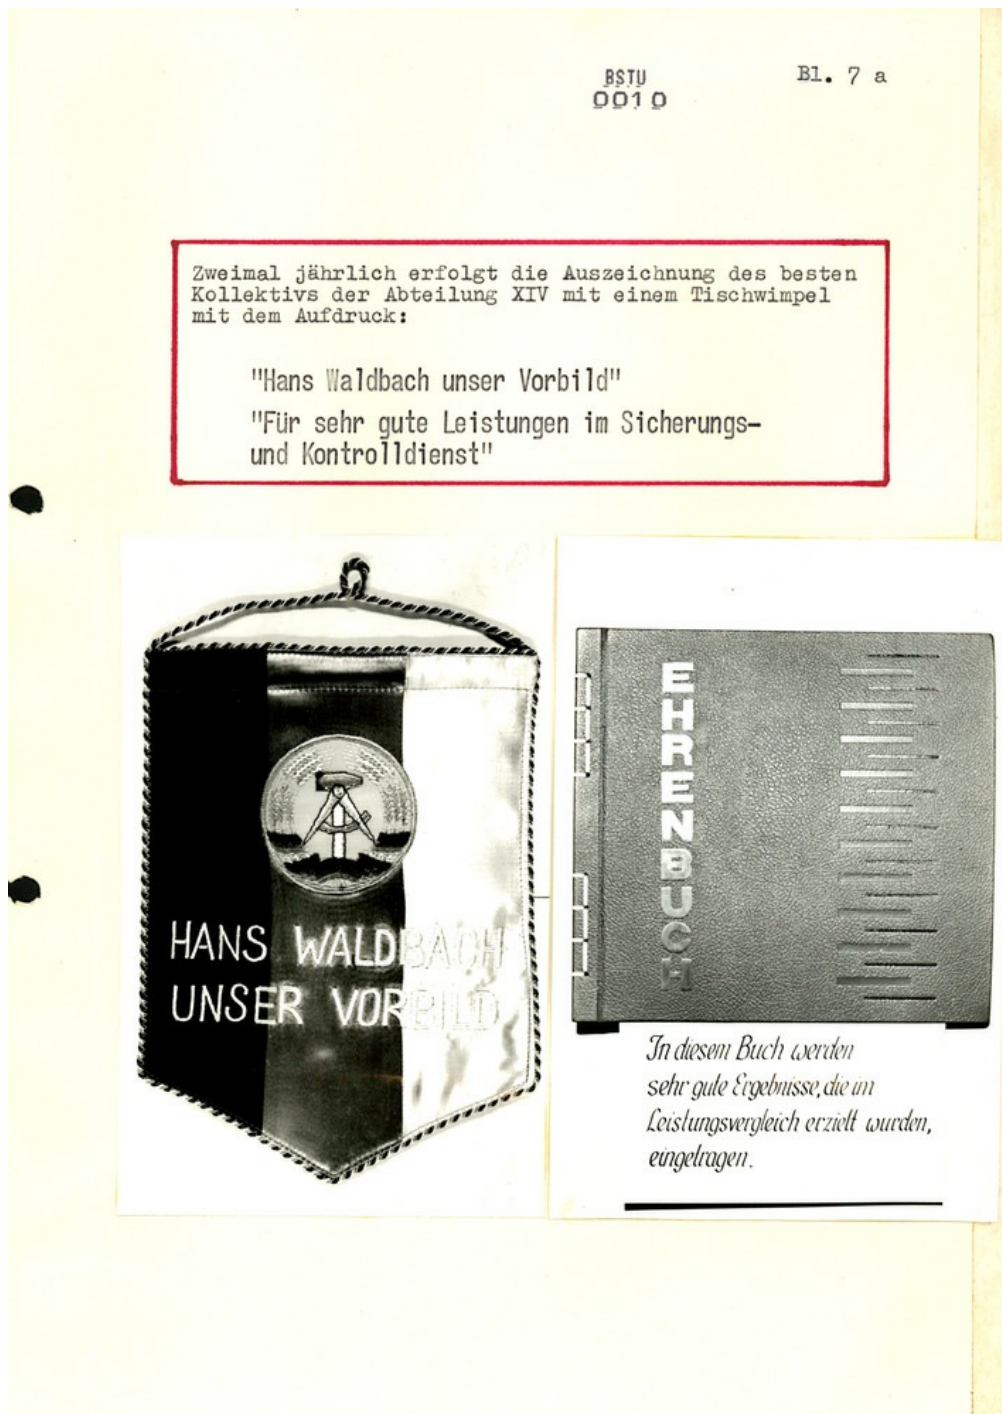 BSTU
0010
Bl. 7 a
Zweimal jährlich erfolgt die Auszeichnung des besten
Kollektivs der Abteilung XIV mit einem Tischwimpel
mit dem Aufdruck:
"Hans Waldbach unser Vorbild"
"Für sehr gute Leistungen im Sicherungs-
und Kontrolldienst"
HANS WALDBACH
UNSER VORBILD
EHRENBUCH
In diesem Buch werden
sehr gute Ergebnisse, die im
Leistungsvergleich erzielt wurden,
eingetragen.